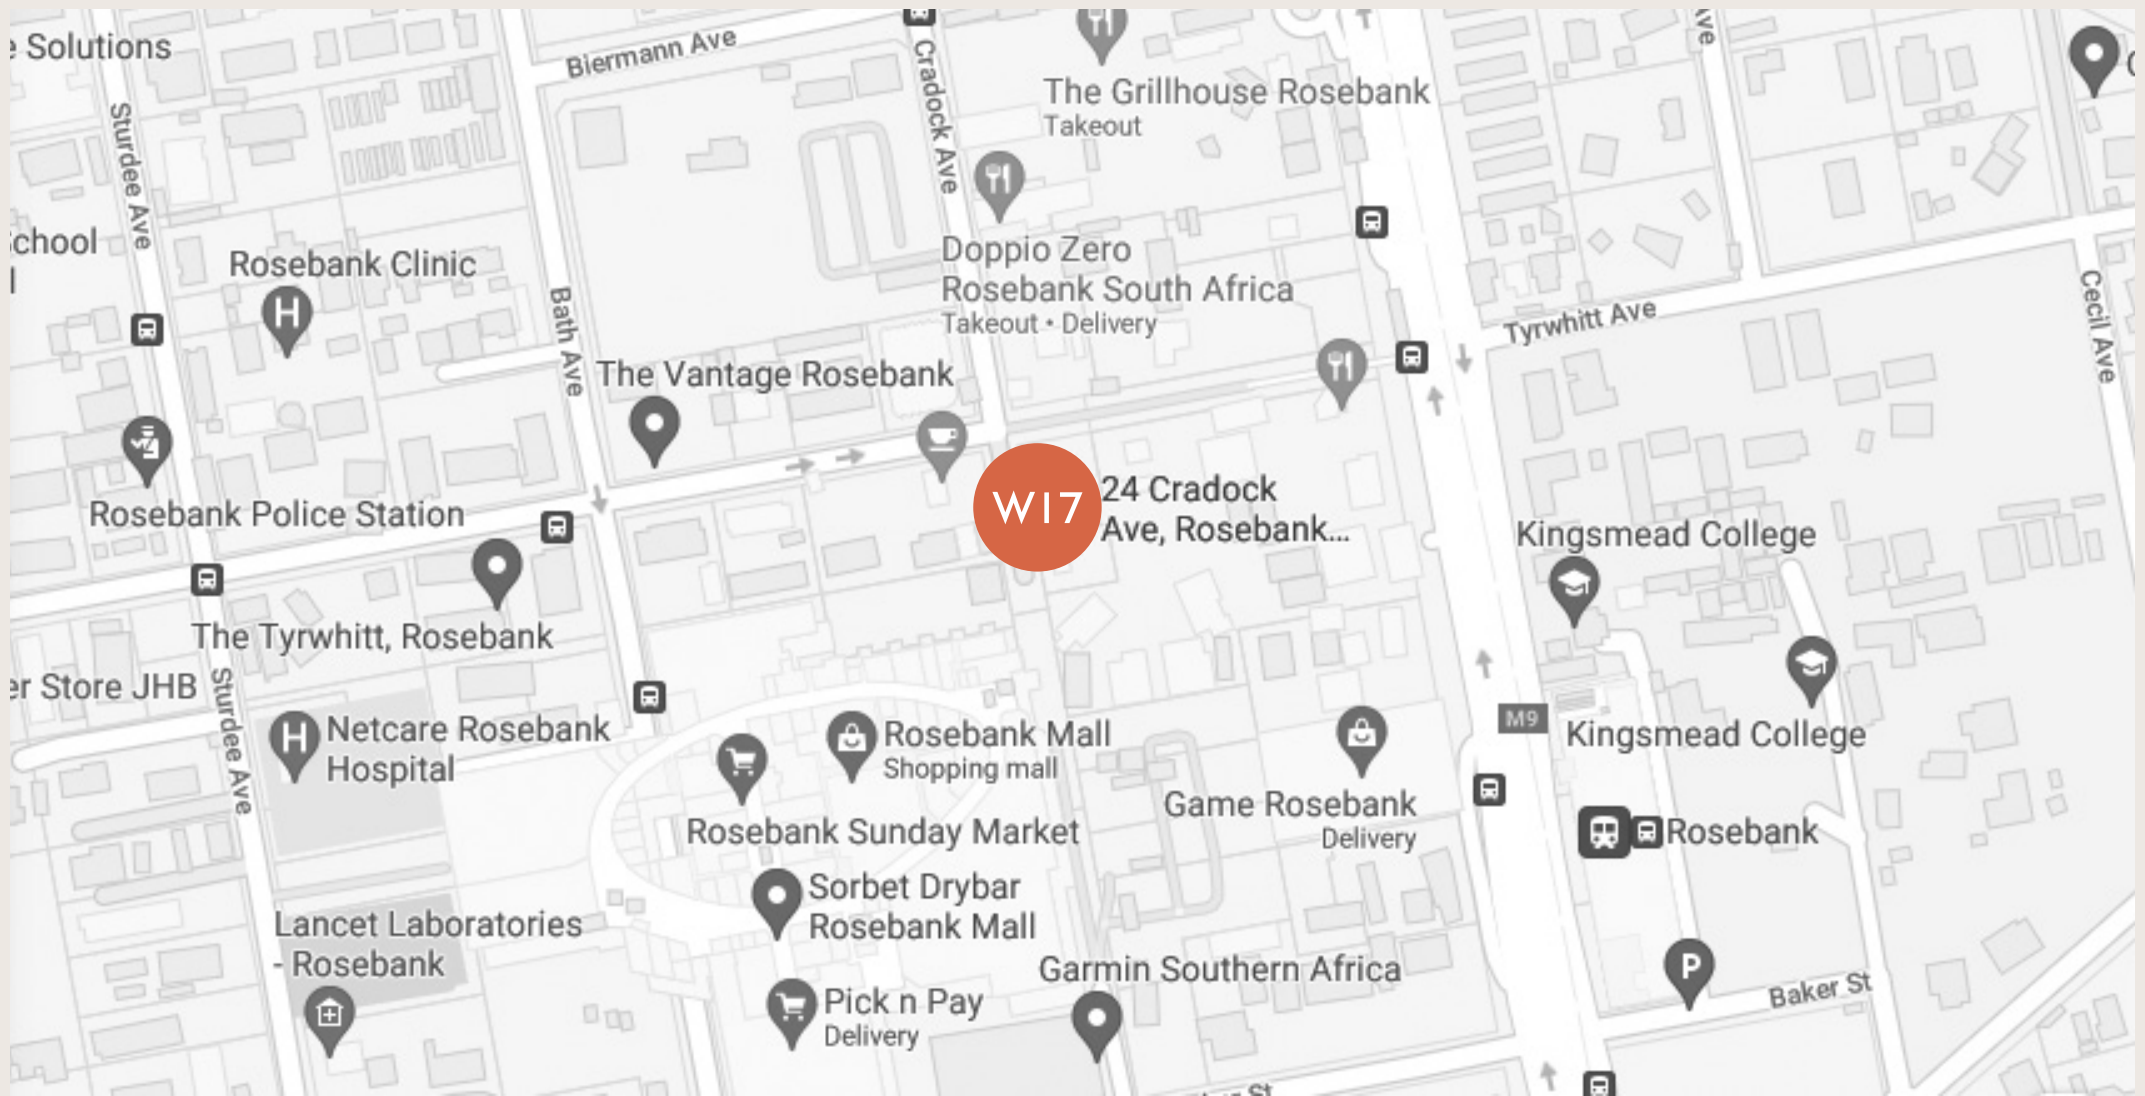 Solutions
Biermann Ave
Cradock Ave
The Grillhouse Rosebank
Takeout
Sturdee Ave
Doppio Zero
Rosebank South Africa
Takeout • Delivery
Rosebank Clinic
H
Bath Ave
Tyrwhitt Ave
Cecil Ave
The Vantage Rosebank
W17
24 Cradock
Ave, Rosebank...
Rosebank Police Station
Kingsmead College
The Tyrwhitt, Rosebank
Store JHB
Sturdee Ave
H
Netcare Rosebank
Hospital
Rosebank Mall
Shopping mall
M9
Kingsmead College
Rosebank Sunday Market
Game Rosebank
Delivery
Rosebank
Sorbet Drybar
Rosebank Mall
Lancet Laboratories
- Rosebank
Garmin Southern Africa
P
Baker St
Pick n Pay
Delivery
St